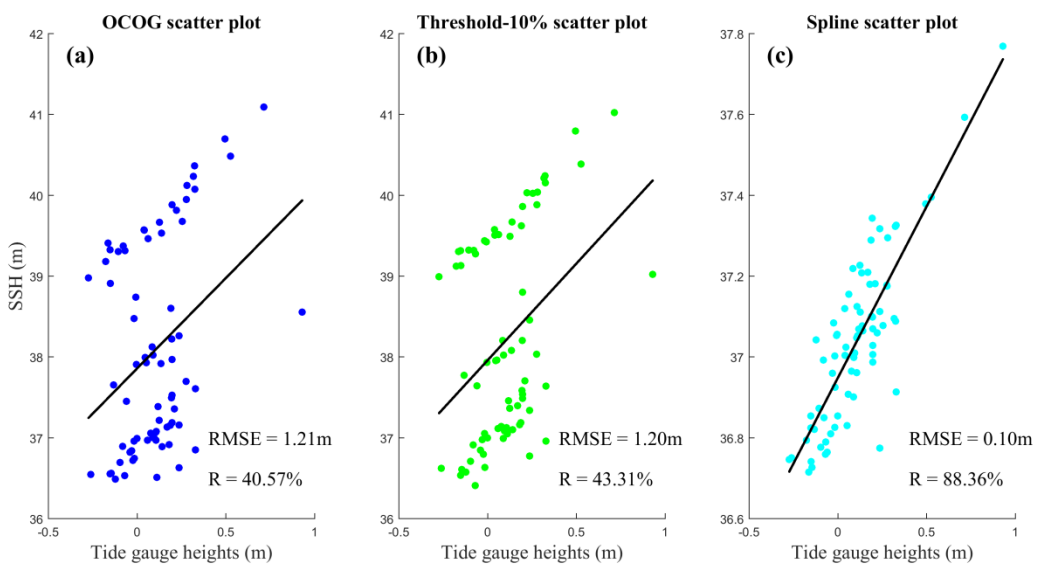 OCOG scatter plot
(a)
SSH (m)
42
41
40
39
38
37
36
-0.5
0
0.5
1
Tide gauge heights (m)
RMSE = 1.21m
R = 40.57%
Threshold-10% scatter plot
(b)
42
41
40
39
38
37
36
-0.5
0
0.5
1
Tide gauge heights (m)
RMSE = 1.20m
R = 43.31%
Spline scatter plot
(c)
37.8
37.6
37.4
37.2
37
36.8
36.6
-0.5
0
0.5
1
Tide gauge heights (m)
RMSE = 0.10m
R = 88.36%